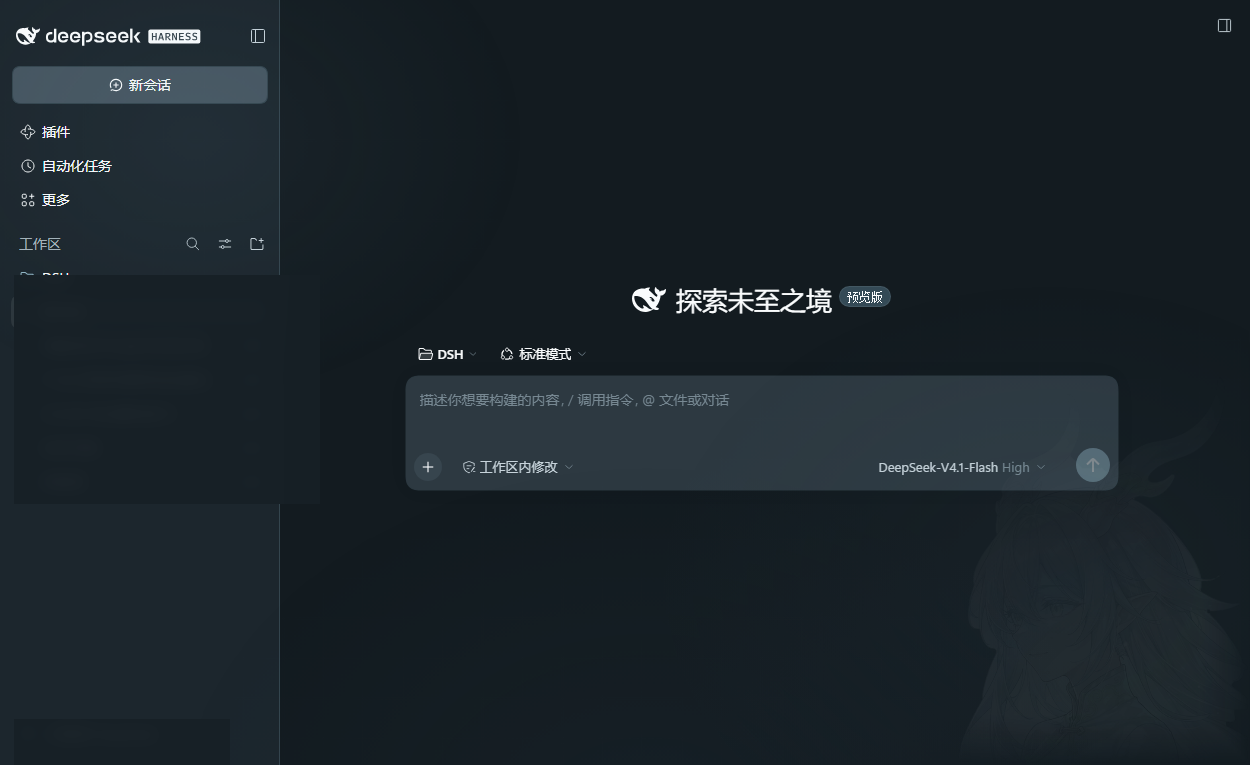 deepseek HARNESS
新会话
插件
自动化任务
更多
工作区
DSH
探索未至之境 预览版
DSH 标准模式
描述你想要构建的内容, / 调用指令, @ 文件或对话
工作区内修改 DeepSeek-V4.1-Flash High